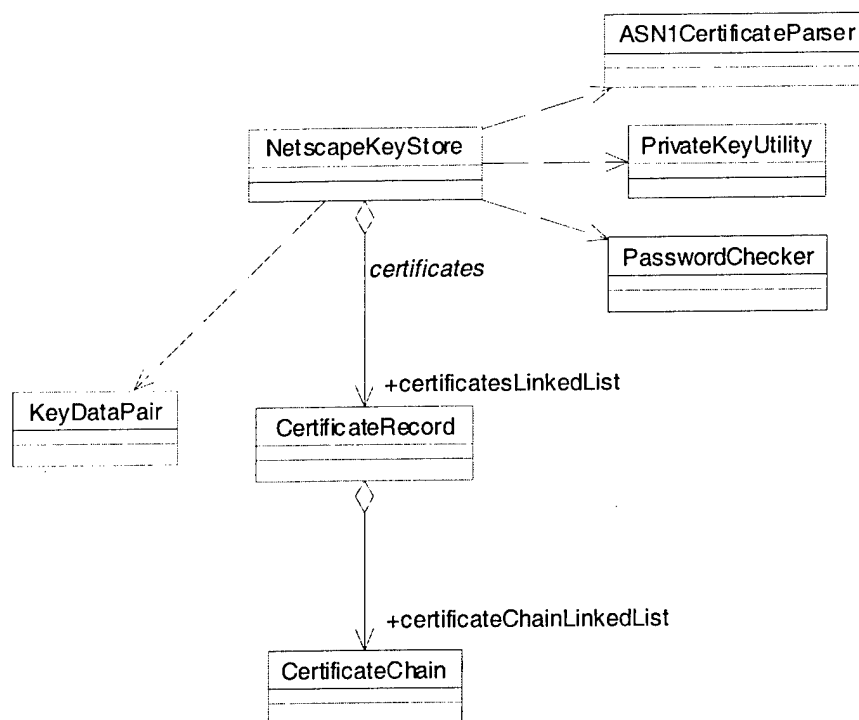 ASN1CertificateParser
NetscapeKeyStore
PrivateKeyUtility
PasswordChecker
certificates
+certificatesLinkedList
KeyDataPair
CertificateRecord
+certificateChainLinkedList
CertificateChain